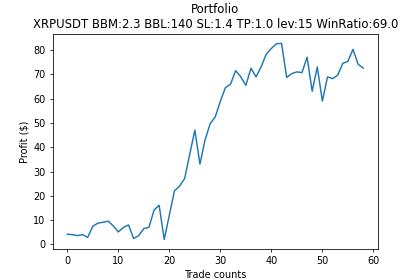 Portfolio
XRPUSDT BBM:2.3 BBL:140 SL:1.4 TP:1.0 lev:15 WinRatio:69.0
Profit ($)
80
70
60
50
40
30
20
10
0
0 10 20 30 40 50 60
Trade counts